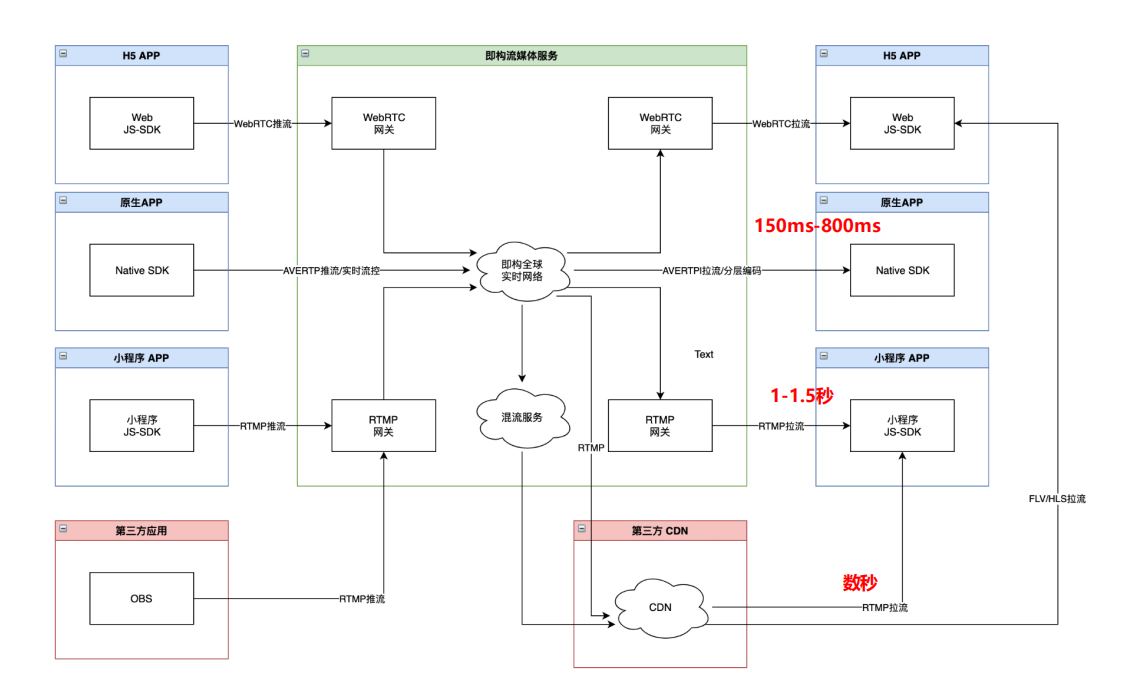 H5 APP
即构流媒体服务
H5 APP
Web
JS-SDK
WebRTC推流
WebRTC
网关
WebRTC
网关
WebRTC拉流
Web
JS-SDK
原生APP
原生APP
150ms-800ms
Native SDK
AVERTP推流/实时流控
即构全球
实时网络
AVERTPI拉流/分层编码
Native SDK
小程序 APP
Text
小程序 APP
1-1.5秒
小程序
JS-SDK
RTMP推流
RTMP
网关
混流服务
RTMP
RTMP
网关
RTMP拉流
小程序
JS-SDK
FLV/HLS拉流
第三方应用
第三方 CDN
数秒
OBS
RTMP推流
CDN
RTMP拉流